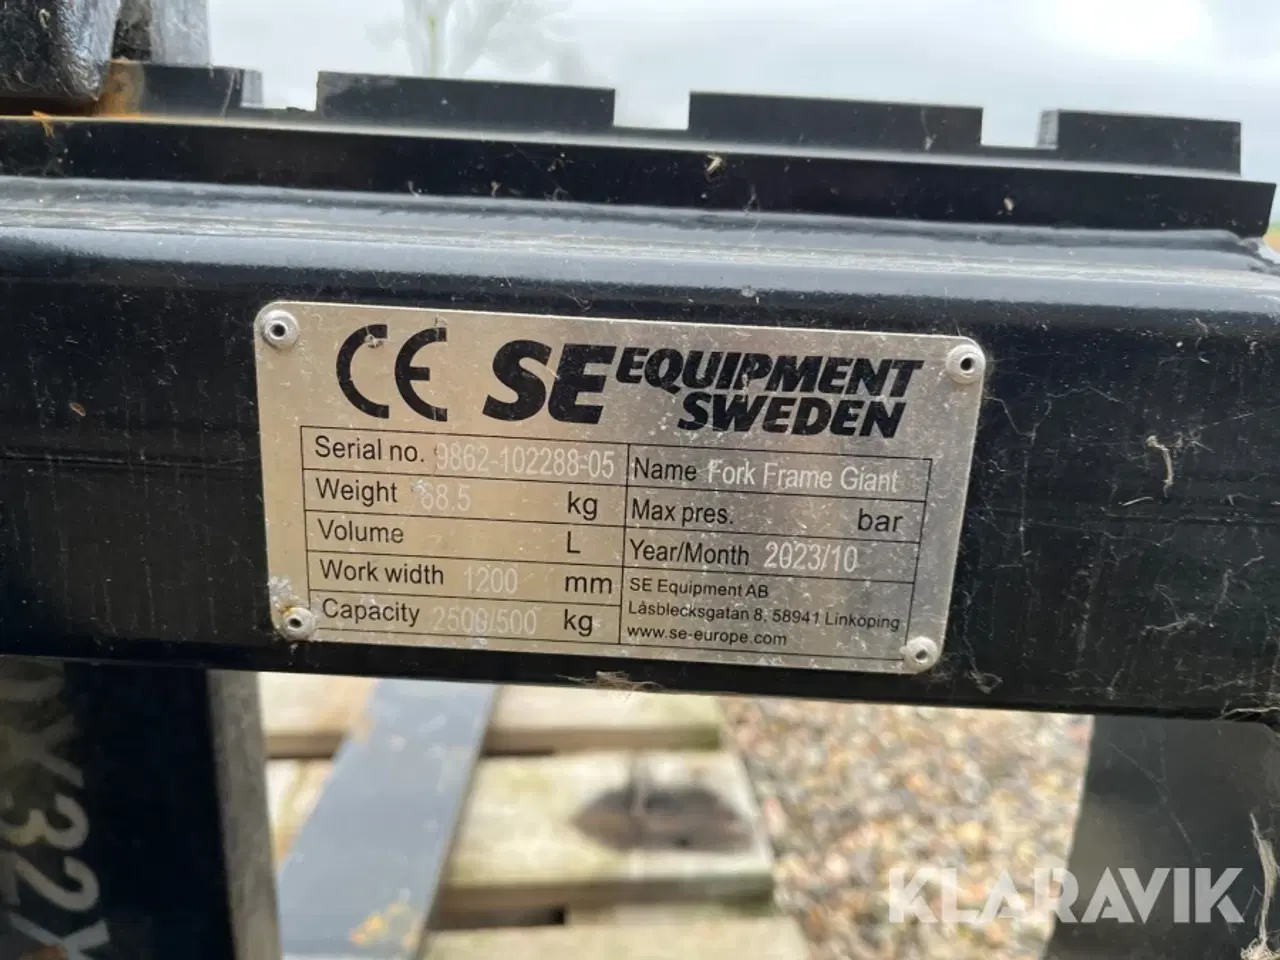 CE SE EQUIPMENT
SWEDEN
Serial no. 9862-102288-05
Weight 68.5 kg
Volume L
Work width 1200 mm
Capacity 2500/500 kg
Name Fork Frame Giant
Max pres. bar
Year/Month 2023/10
SE Equipment AB
Låsblecksgatan 8, 58941 Linköping
www.se-europe.com
KLARAVIK